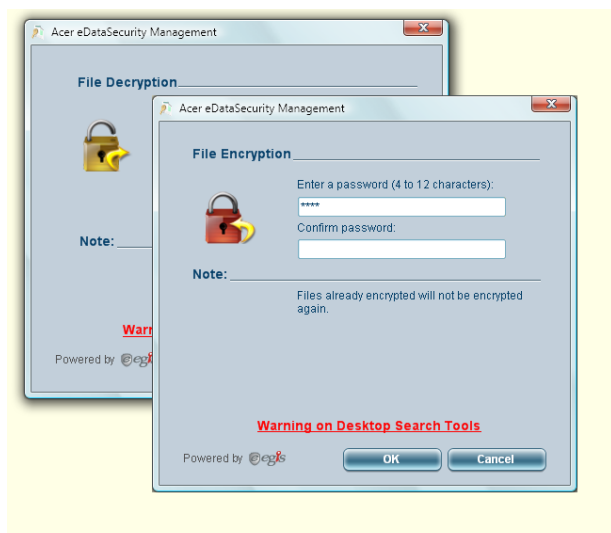 Acer eDataSecurity Management
File Decryption
Note:
Powered by egis
Acer eDataSecurity Management
File Encryption
Enter a password (4 to 12 characters):
****
Confirm password:
Note:
Files already encrypted will not be encrypted
again.
Warning on Desktop Search Tools
Powered by egis
OK
Cancel